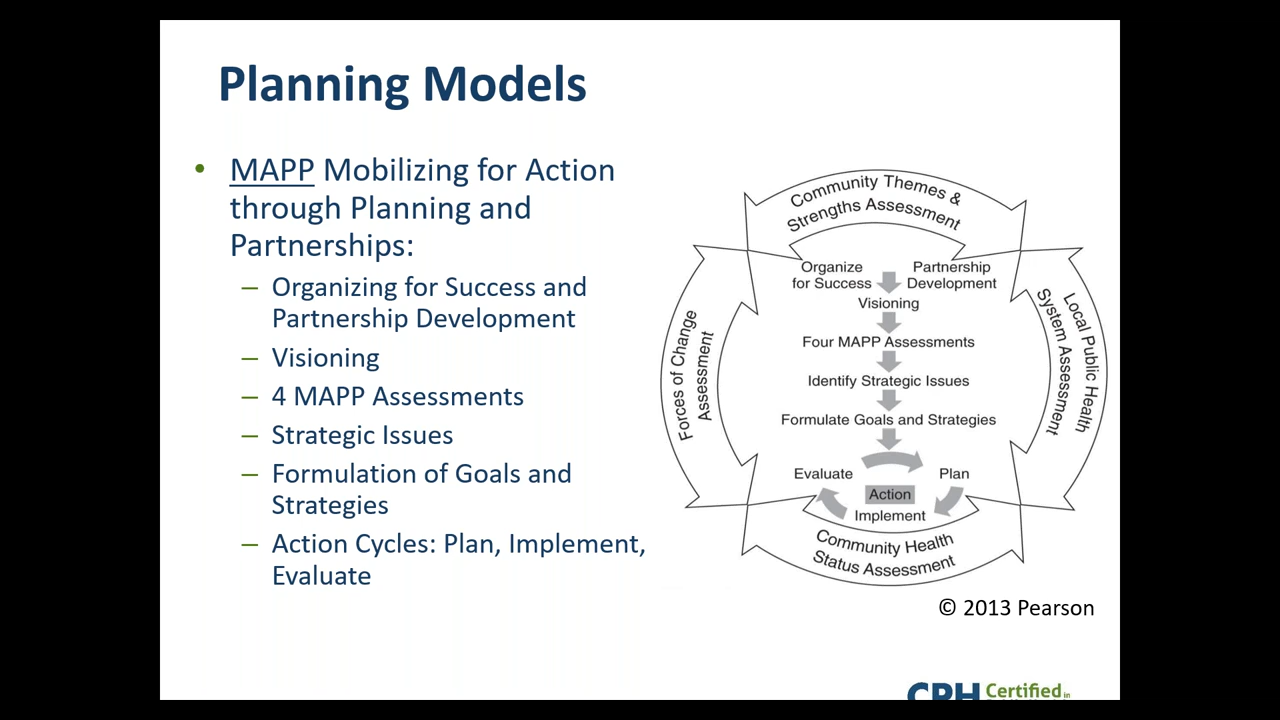 Planning Models
• MAPP Mobilizing for Action
through Planning and
Partnerships:
– Organizing for Success and
Partnership Development
– Visioning
– 4 MAPP Assessments
– Strategic Issues
– Formulation of Goals and
Strategies
– Action Cycles: Plan, Implement,
Evaluate
Community Themes &
Strengths Assessment
Forces of Change
Assessment
Organize
for Success
Partnership
Development
Visioning
Four MAPP Assessments
Identify Strategic Issues
Formulate Goals and Strategies
Evaluate
Plan
Action
Implement
Local Public Health
System Assessment
Community Health
Status Assessment
© 2013 Pearson
CPH Certified in